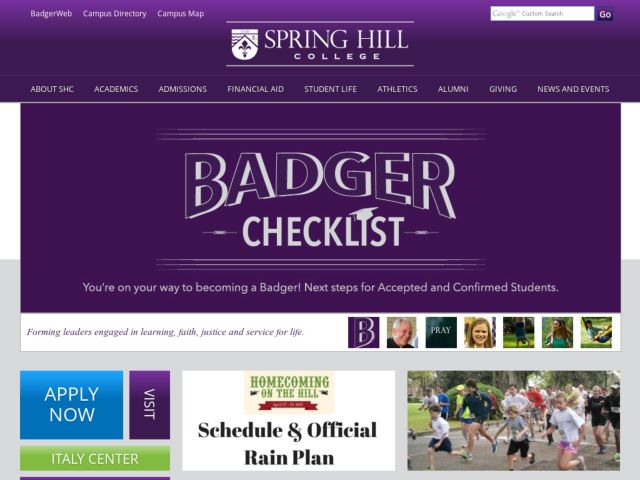 BadgerWeb
Campus Directory
Campus Map
Google™ Custom Search
Go
SPRING HILL
COLLEGE
ABOUT SHC
ACADEMICS
ADMISSIONS
FINANCIAL AID
STUDENT LIFE
ATHLETICS
ALUMNI
GIVING
NEWS AND EVENTS
BADGER
CHECKLIST
You're on your way to becoming a Badger! Next steps for Accepted and Confirmed Students.
Forming leaders engaged in learning, faith, justice and service for life.
B
PRAY
APPLY
NOW
VISIT
ITALY CENTER
HOMECOMING
ON THE HILL
Schedule & Official
Rain Plan